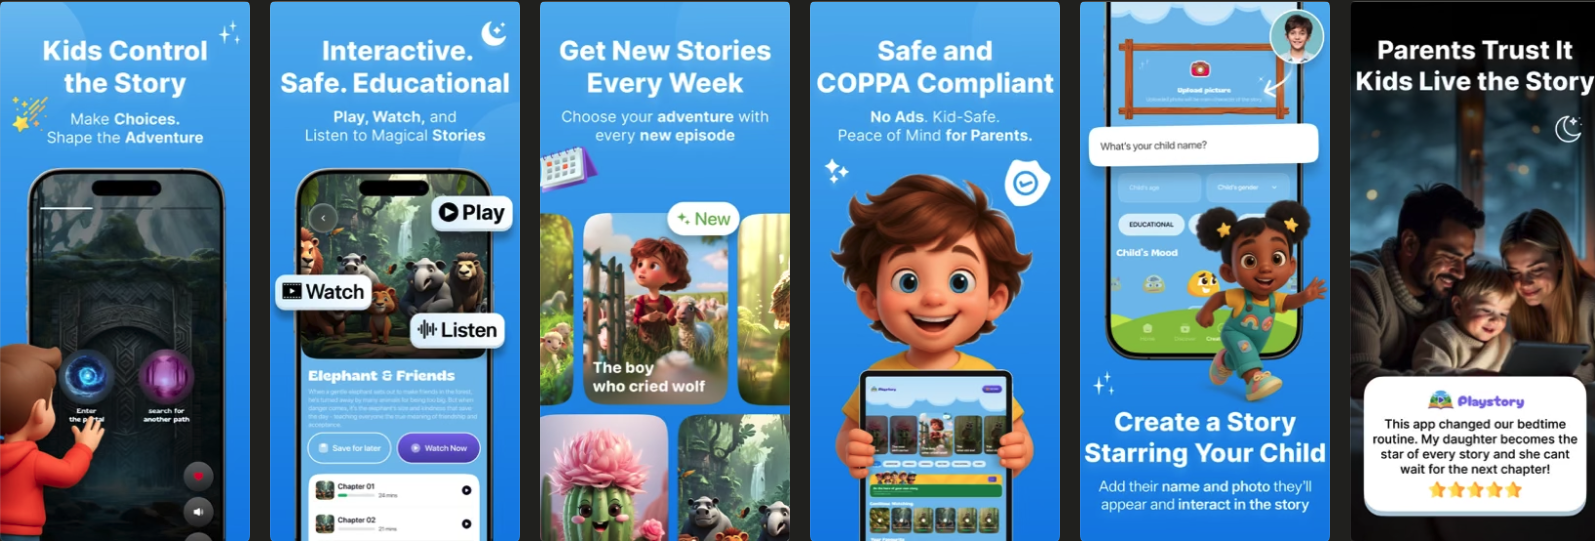 Kids Control
the Story
Make Choices.
Shape the Adventure
Enter
the portal
search for
another path
Interactive.
Safe. Educational
Play, Watch, and
Listen to Magical Stories
Play
Watch
Listen
Elephant & Friends
Save for later
Watch Now
Chapter 01
Chapter 02
21 mins
Get New Stories
Every Week
Choose your adventure with
every new episode
New
The boy
who cried wolf
Safe and
COPPA Compliant
No Ads. Kid-Safe.
Peace of Mind for Parents.
Playstory
Upload picture
What's your child name?
Child's age
Child's gender
EDUCATIONAL
Child's Mood
Create a Story
Starring Your Child
Add their name and photo they'll
appear and interact in the story
Parents Trust It
Kids Live the Story
Playstory
This app changed our bedtime
routine. My daughter becomes the
star of every story and she cant
wait for the next chapter!